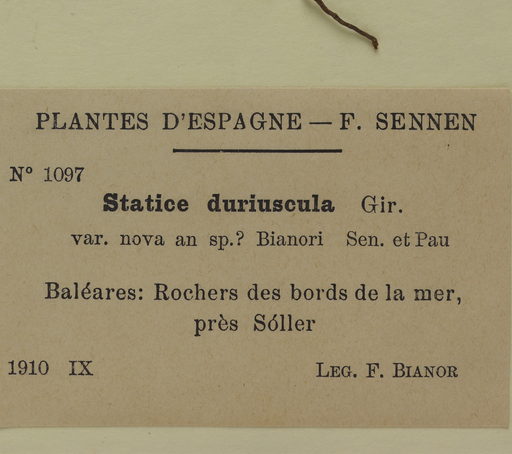 PLANTES D'ESPAGNE — F. SENNEN
N° 1097
Statice duriuscula Gir.
var. nova an sp.? Bianori Sen. et Pau
Baléares: Rochers des bords de la mer,
près Sóller
1910 IX LEG. F. BIANOR